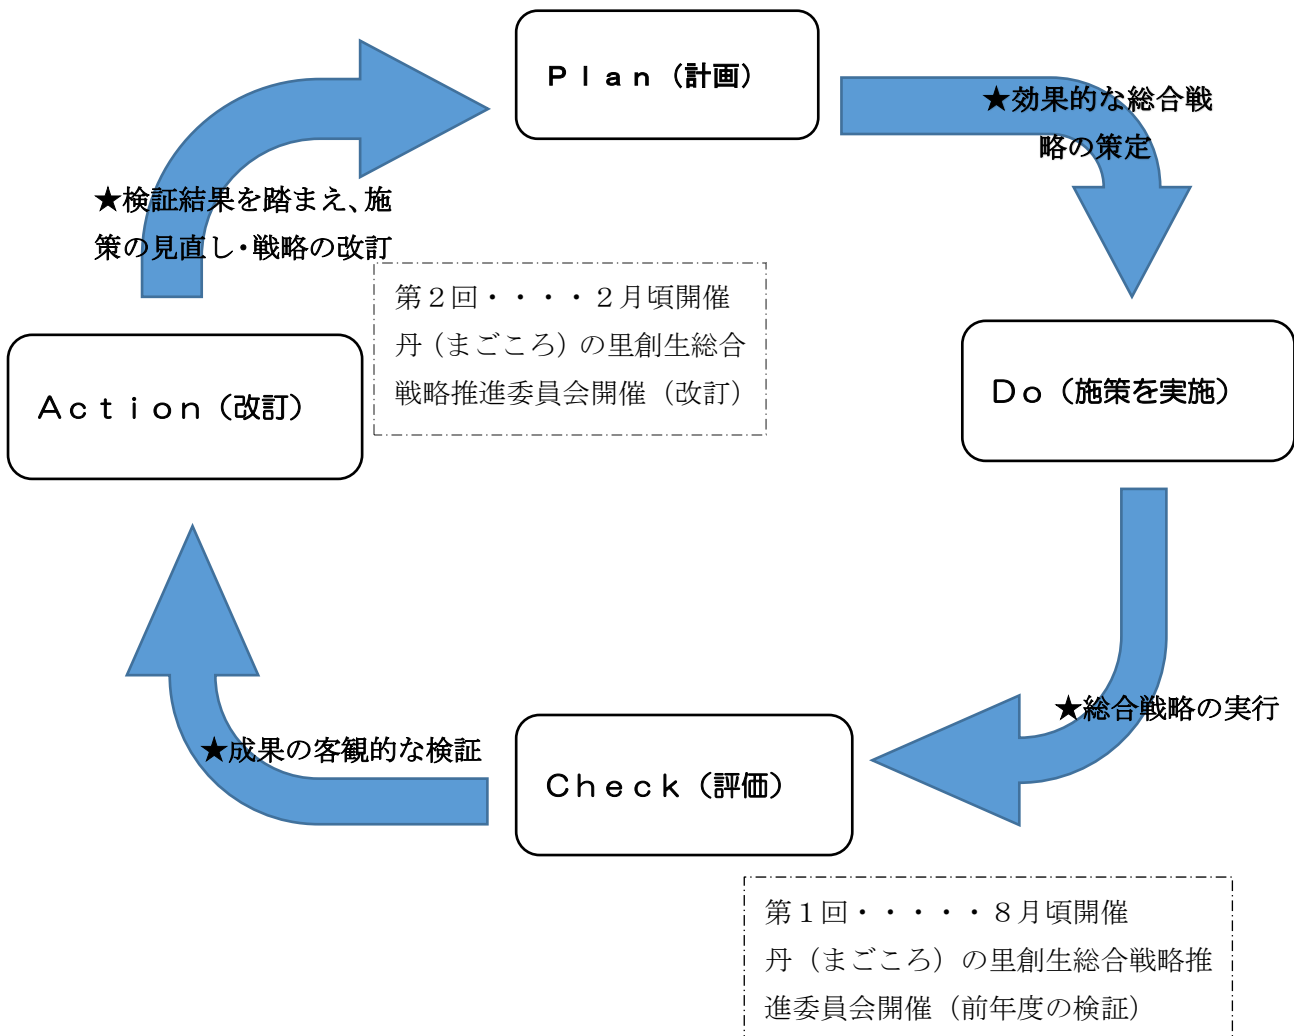 Ｐｌａｎ（計画）
★効果的な総合戦
略の策定
★検証結果を踏まえ、施
策の見直し・戦略の改訂
第２回・・・・２月頃開催
丹（まごころ）の里創生総合
戦略推進委員会開催（改訂）
Ａｃｔｉｏｎ（改訂）
Ｄｏ（施策を実施）
★総合戦略の実行
★成果の客観的な検証
Ｃｈｅｃｋ（評価）
第１回・・・・・８月頃開催
丹（まごころ）の里創生総合戦略推
進委員会開催（前年度の検証）